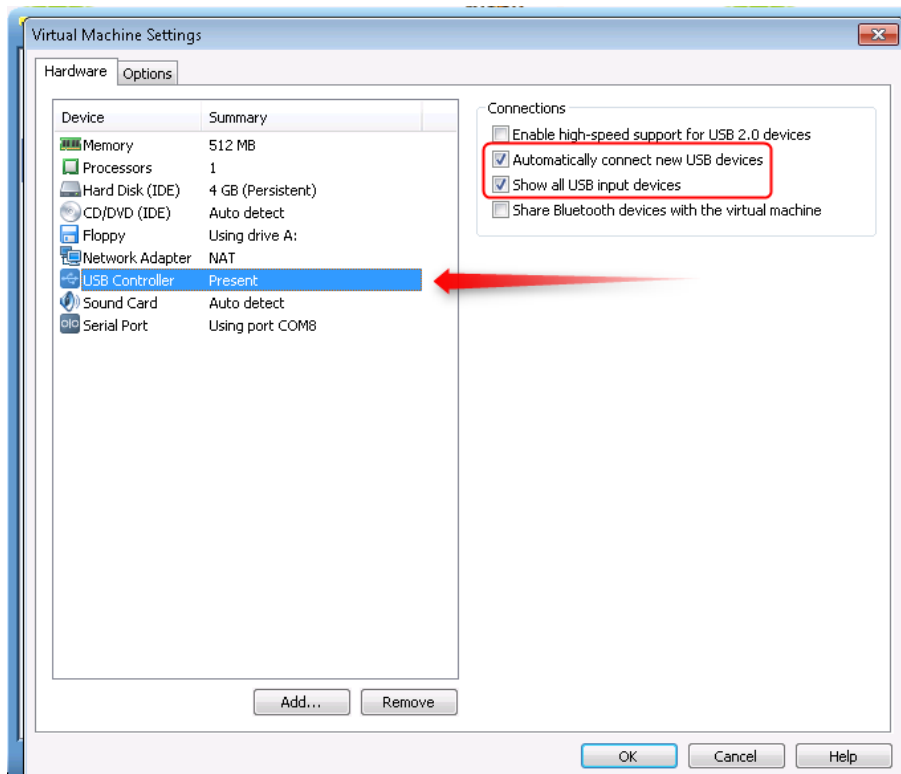 Virtual Machine Settings
Hardware Options
Device Summary
Memory 512 MB
Processors 1
Hard Disk (IDE) 4 GB (Persistent)
CD/DVD (IDE) Auto detect
Floppy Using drive A:
Network Adapter NAT
USB Controller Present
Sound Card Auto detect
Serial Port Using port COM8
Connections
Enable high-speed support for USB 2.0 devices
Automatically connect new USB devices
Show all USB input devices
Share Bluetooth devices with the virtual machine
Add... Remove
OK Cancel Help